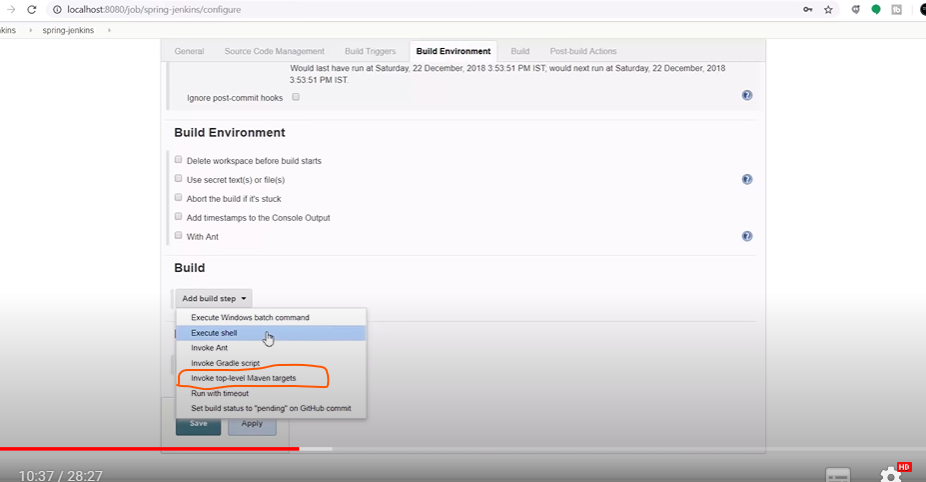 localhost:8080/job/spring-jenkins/configure
kins › spring-jenkins ›
General Source Code Management Build Triggers Build Environment Build Post-build Actions
Would last have run at Saturday, 22 December, 2018 3:53:51 PM IST; would next run at Saturday, 22 December, 2018
3:53:51 PM IST.
Ignore post-commit hooks
Build Environment
Delete workspace before build starts
Use secret text(s) or file(s)
Abort the build if it's stuck
Add timestamps to the Console Output
With Ant
Build
Add build step
Execute Windows batch command
Execute shell
Invoke Ant
Invoke Gradle script
Invoke top-level Maven targets
Run with timeout
Set build status to "pending" on GitHub commit
Save Apply
10:37 / 28:27
HD